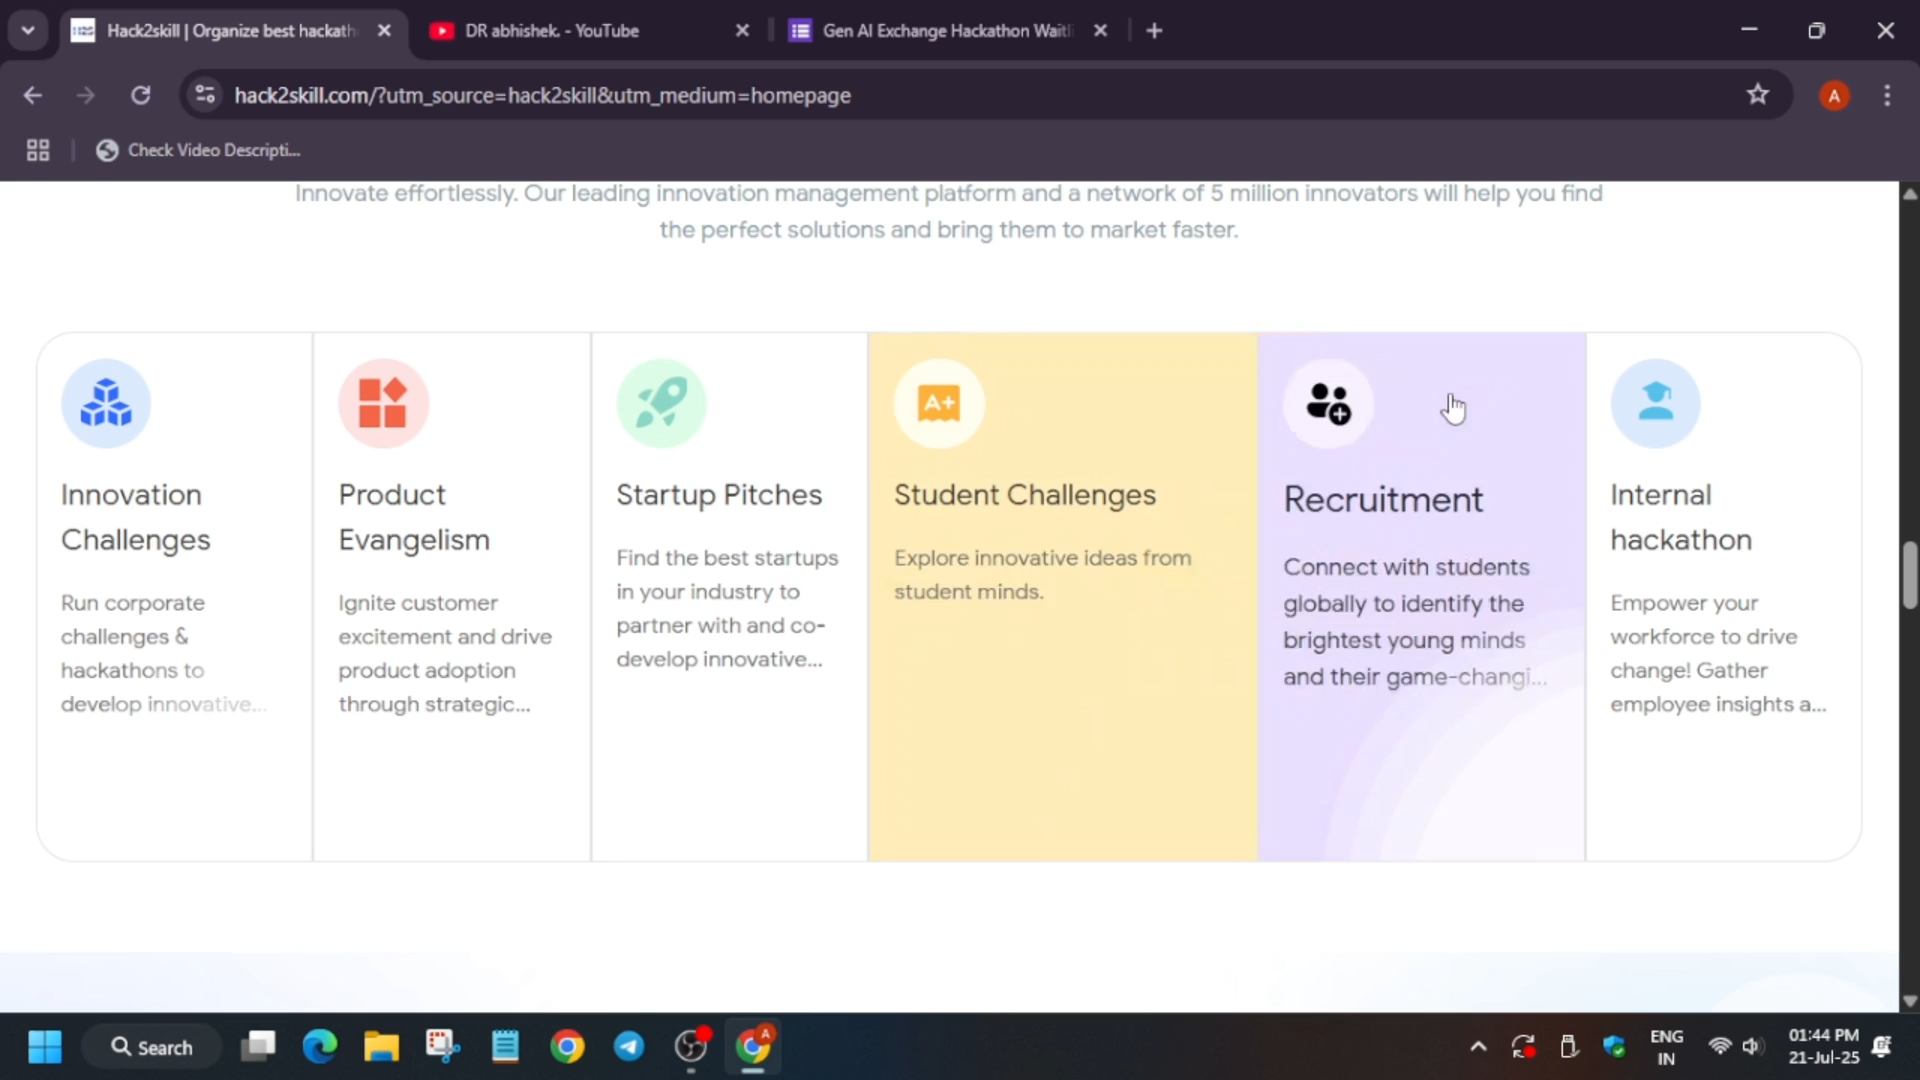 Hack2skill | Organize best hackath
DR abhishek. - YouTube
Gen AI Exchange Hackathon Waitli
hack2skill.com/?utm_source=hack2skill&utm_medium=homepage
A
Check Video Descripti...
Innovate effortlessly. Our leading innovation management platform and a network of 5 million innovators will help you find
the perfect solutions and bring them to market faster.
Innovation
Challenges
Run corporate
challenges &
hackathons to
develop innovative...
Product
Evangelism
Ignite customer
excitement and drive
product adoption
through strategic...
Startup Pitches
Find the best startups
in your industry to
partner with and co-
develop innovative...
A+
Student Challenges
Explore innovative ideas from
student minds.
Recruitment
Connect with students
globally to identify the
brightest young minds
and their game-changi...
Internal
hackathon
Empower your
workforce to drive
change! Gather
employee insights a...
Search
A
ENG
IN
01:44 PM
21-Jul-25